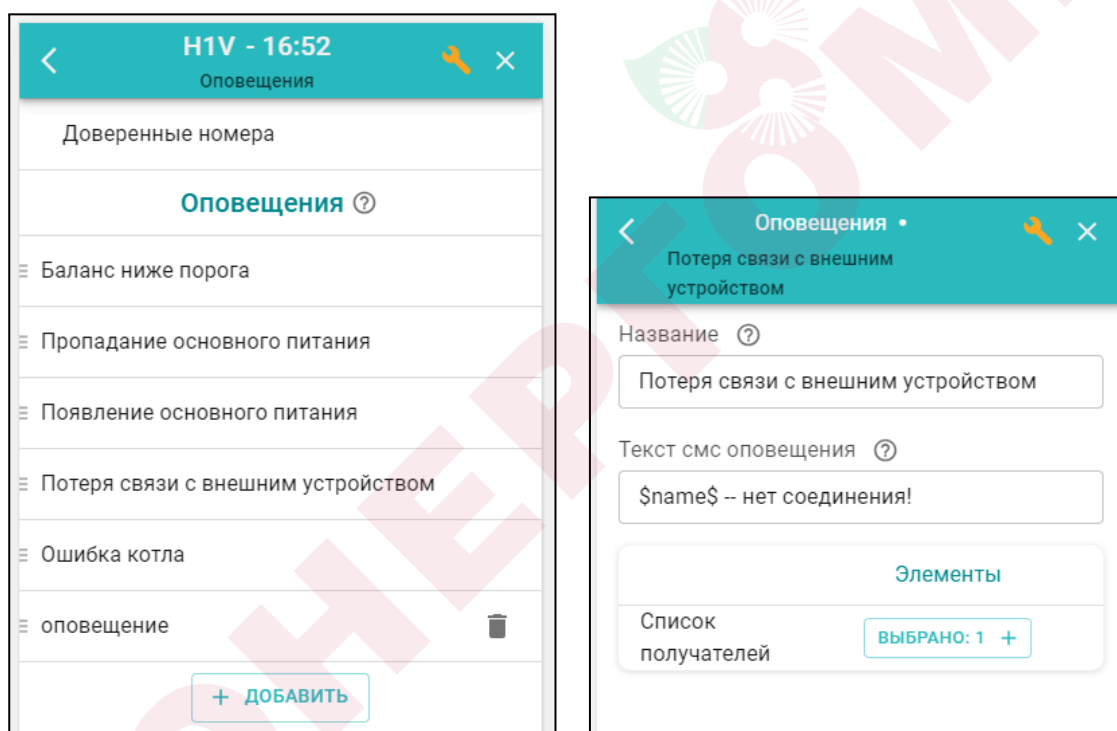 H1V - 16:52
Оповещения
Доверенные номера
Оповещения
Баланс ниже порога
Пропадание основного питания
Появление основного питания
Потеря связи с внешним устройством
Ошибка котла
оповещение
+ ДОБАВИТЬ
Оповещения •
Потеря связи с внешним
устройством
Название
Потеря связи с внешним устройством
Текст смс оповещения
$name$ -- нет соединения!
Элементы
Список
получателей
ВЫБРАНО: 1 +